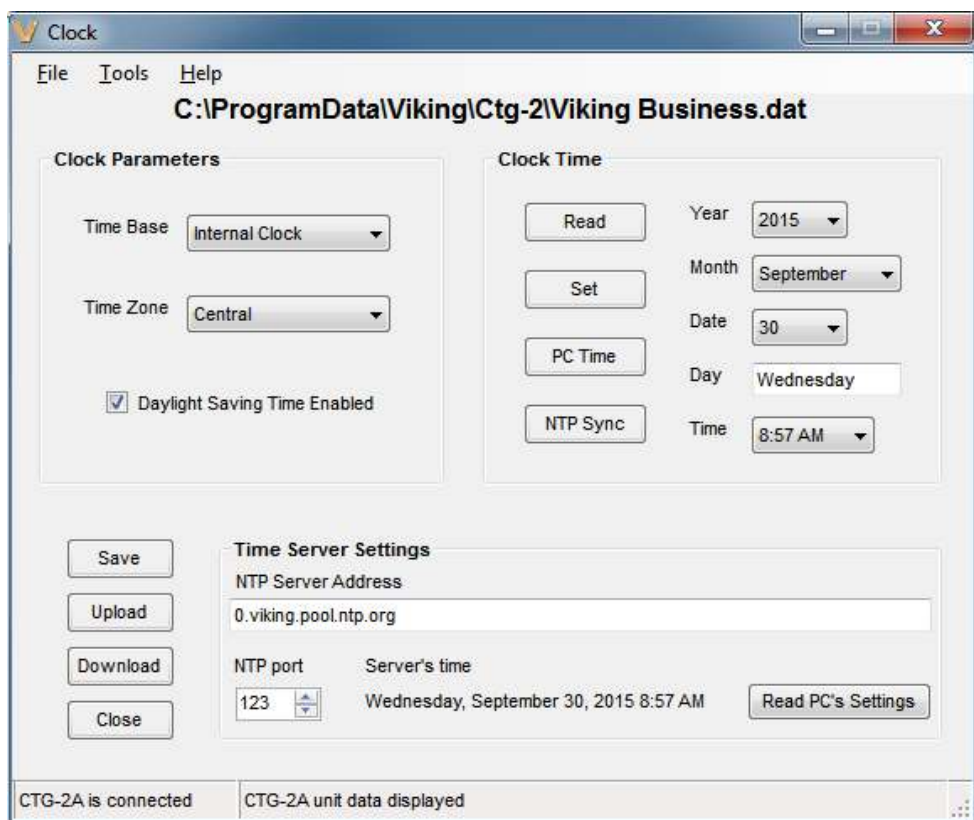 Clock
File Tools Help
C:\ProgramData\Viking\Ctg-2\Viking Business.dat
Clock Parameters
Time Base Internal Clock
Time Zone Central
Daylight Saving Time Enabled
Clock Time
Read
Set
PC Time
NTP Sync
Year 2015
Month September
Date 30
Day Wednesday
Time 8:57 AM
Save
Upload
Download
Close
Time Server Settings
NTP Server Address
0.viking.pool.ntp.org
NTP port Server's time
123 Wednesday, September 30, 2015 8:57 AM Read PC's Settings
CTG-2A is connected CTG-2A unit data displayed